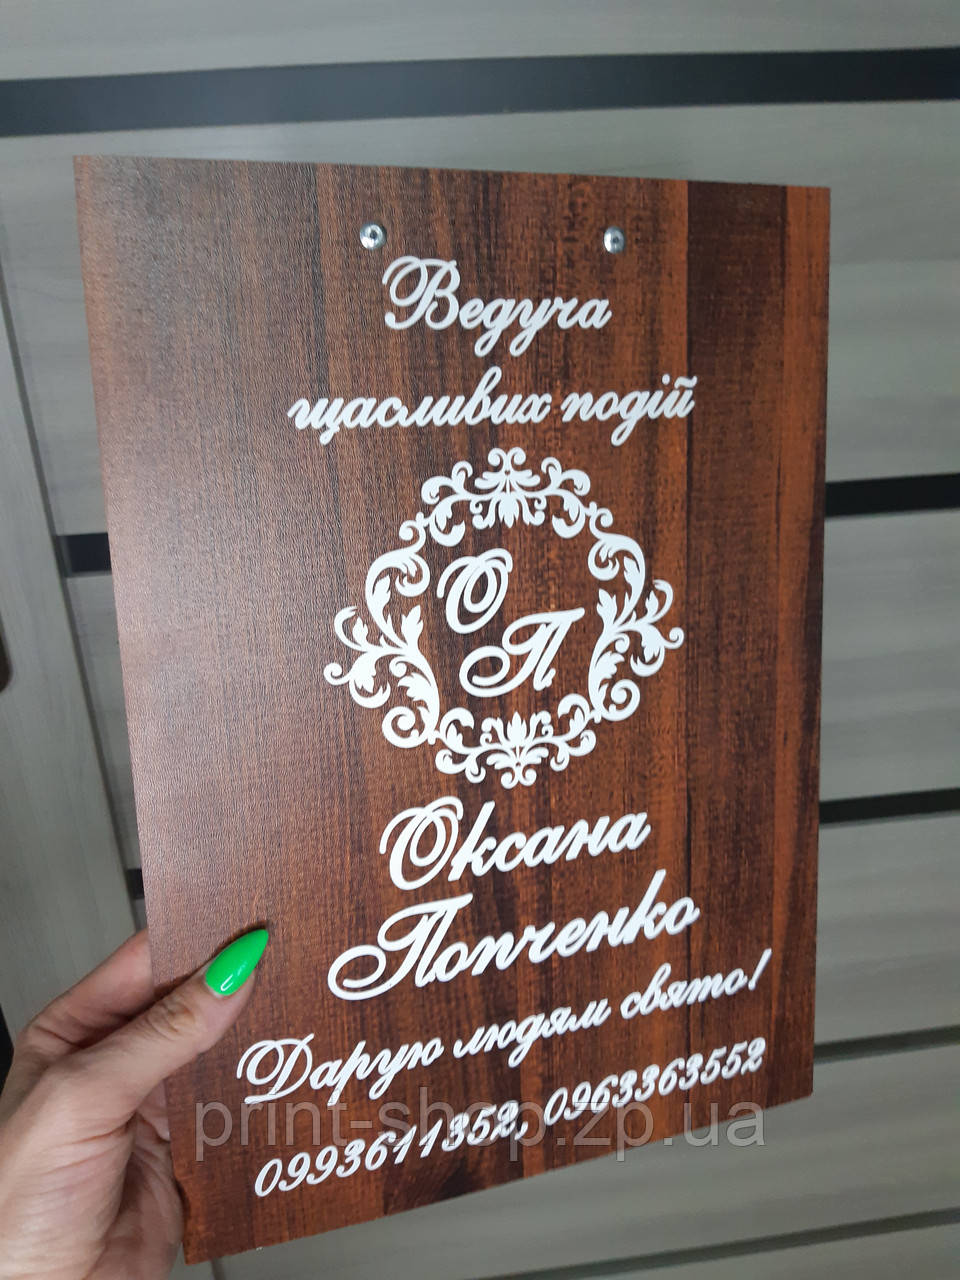 Ведуча
щасливих подій
О
П
Оксана
Попченко
Дарую людям свято!
0993611352, 0963363552
print-shop.zp.ua